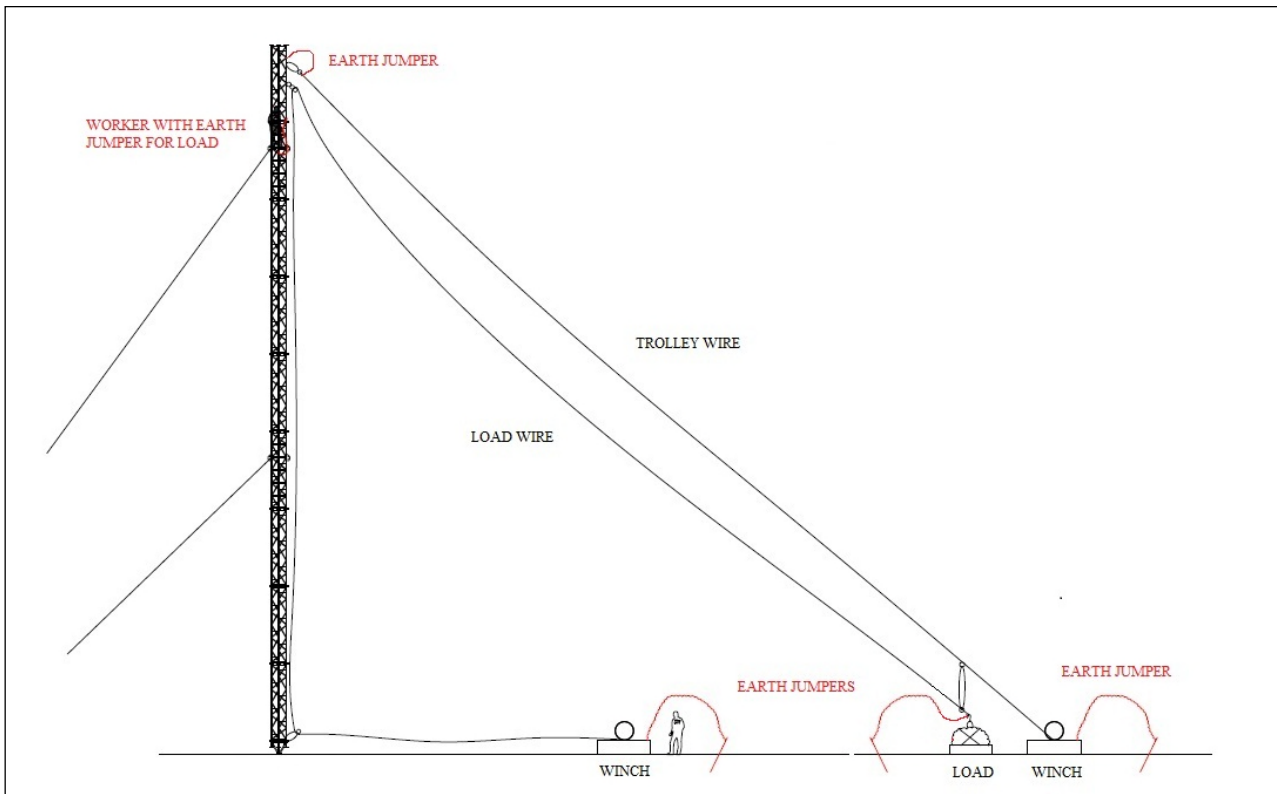 EARTH JUMPER
WORKER WITH EARTH
JUMPER FOR LOAD
TROLLEY WIRE
LOAD WIRE
EARTH JUMPERS
EARTH JUMPER
WINCH
LOAD
WINCH